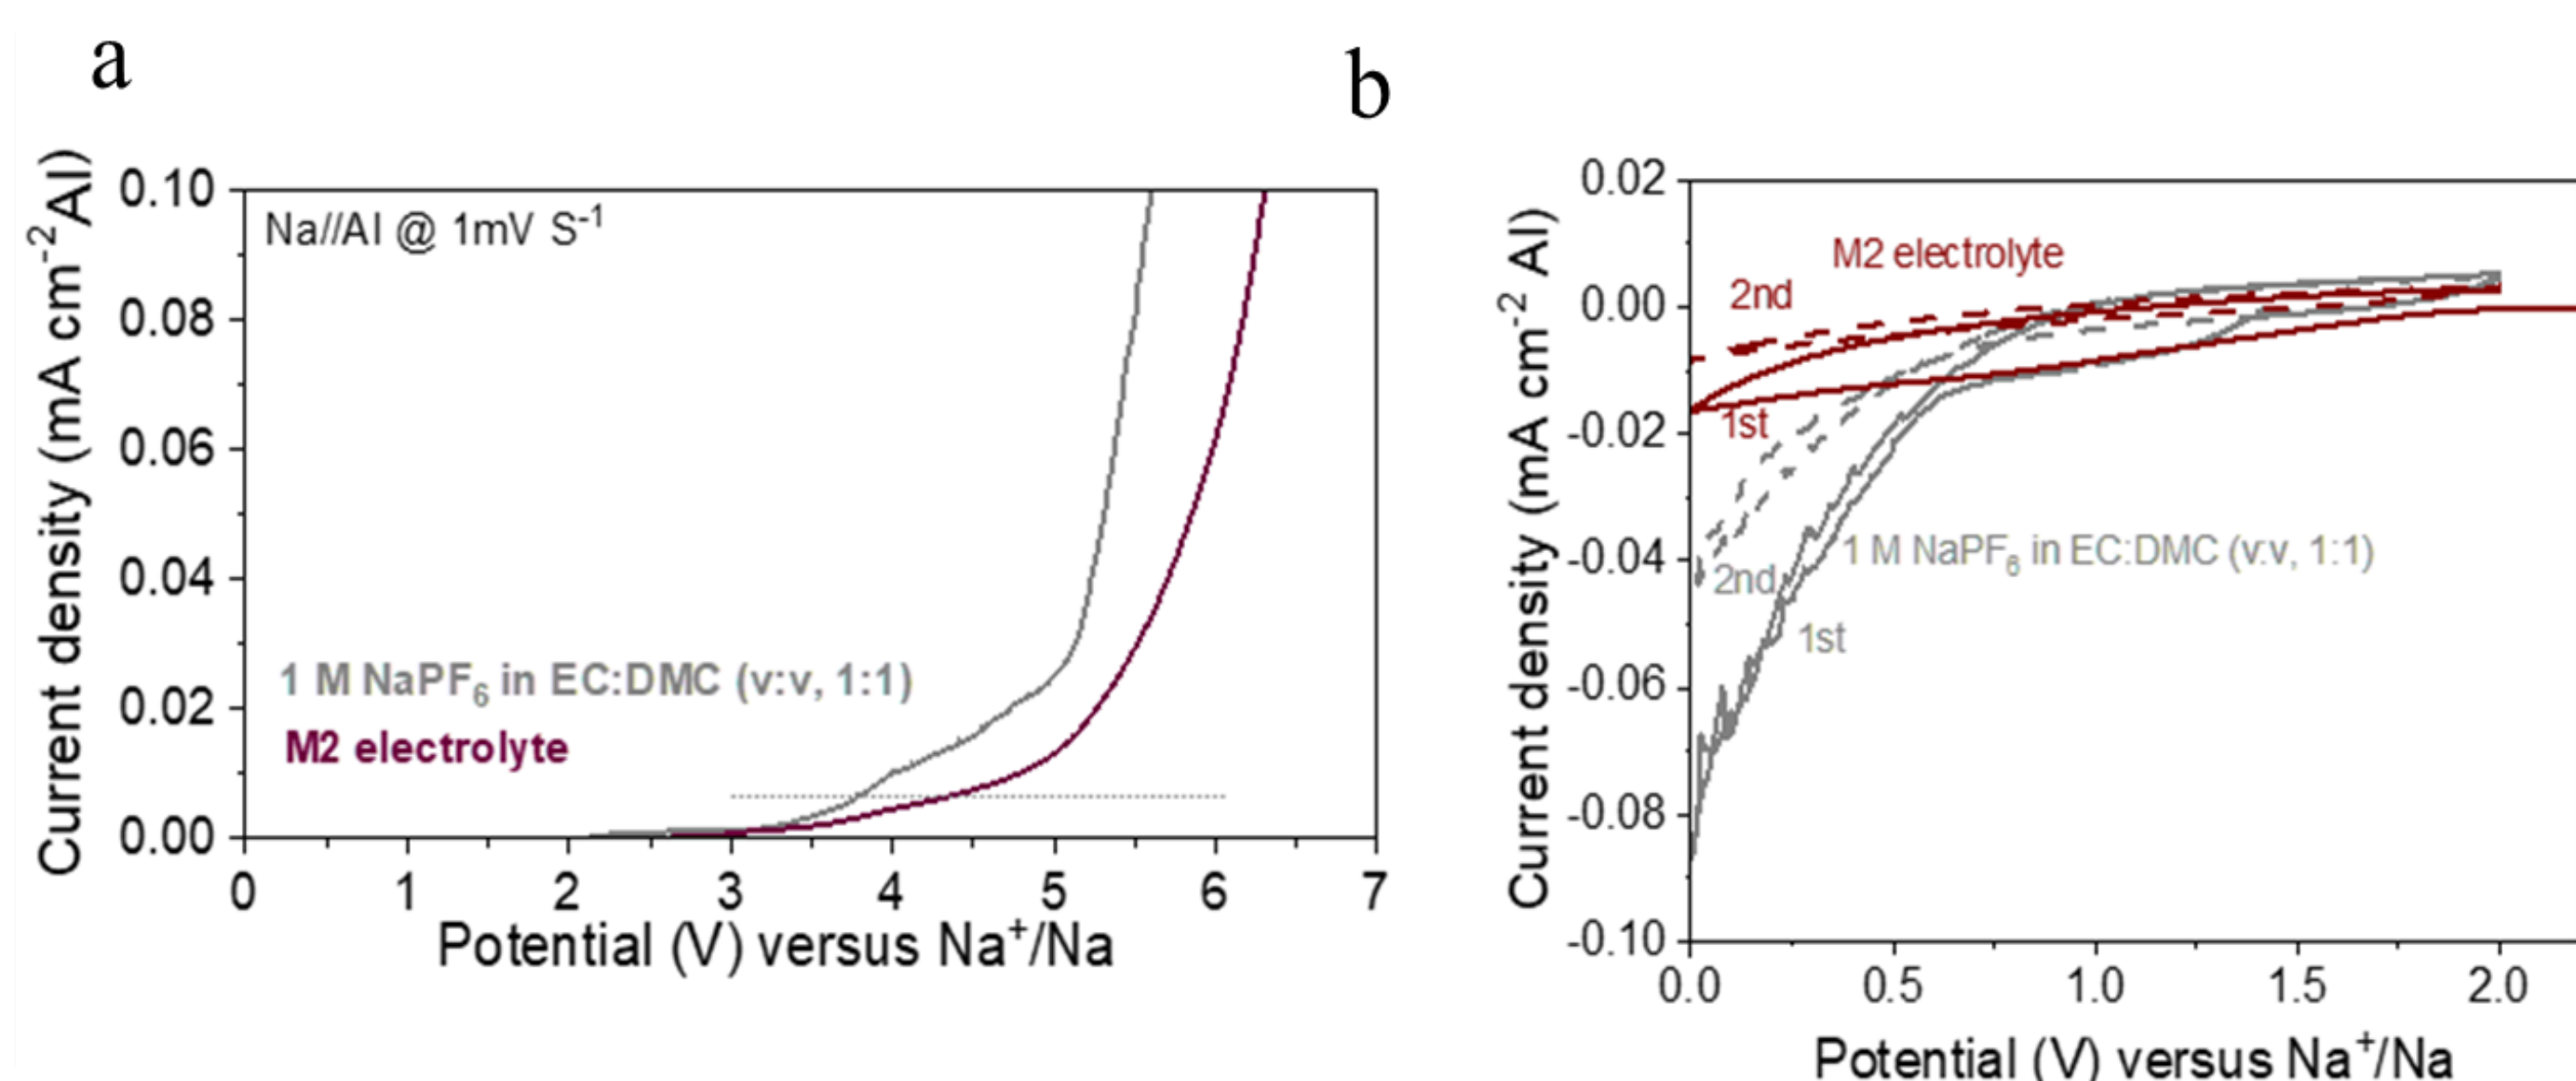 a
Current density (mA cm⁻² Al)
0.10
0.08
0.06
0.04
0.02
0.00
Na//Al @ 1mV S⁻¹
1 M NaPF₆ in EC:DMC (v:v, 1:1)
M2 electrolyte
0 1 2 3 4 5 6 7
Potential (V) versus Na⁺/Na
b
Current density (mA cm⁻² Al)
0.02
0.00
-0.02
-0.04
-0.06
-0.08
-0.10
M2 electrolyte
2nd
1st
1 M NaPF₆ in EC:DMC (v:v, 1:1)
2nd
1st
0.0 0.5 1.0 1.5 2.0
Potential (V) versus Na⁺/Na